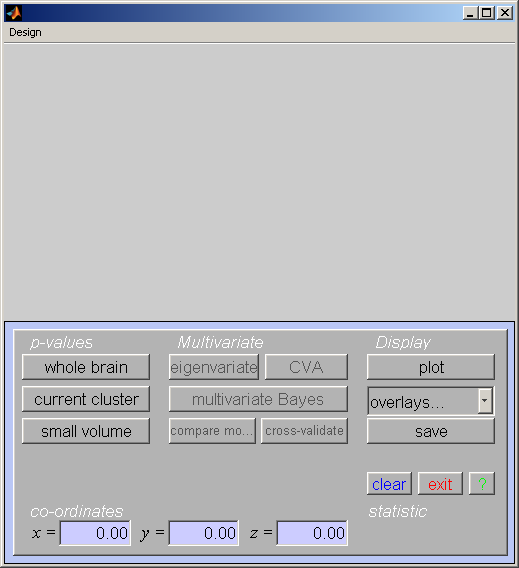 Design
p-values Multivariate Display
whole brain eigenvariate CVA plot
current cluster multivariate Bayes overlays...
small volume compare mo... cross-validate save
clear exit ?
co-ordinates statistic
x = 0.00 y = 0.00 z = 0.00